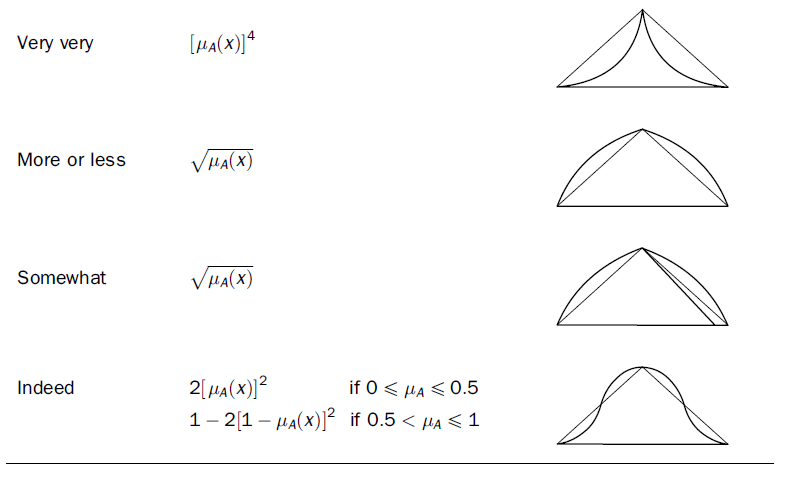 Very very [μA(x)]⁴
More or less √μA(x)
Somewhat √μA(x)
Indeed 2[μA(x)]² if 0 ⩽ μA ⩽ 0.5
1 − 2[1 − μA(x)]² if 0.5 < μA ⩽ 1